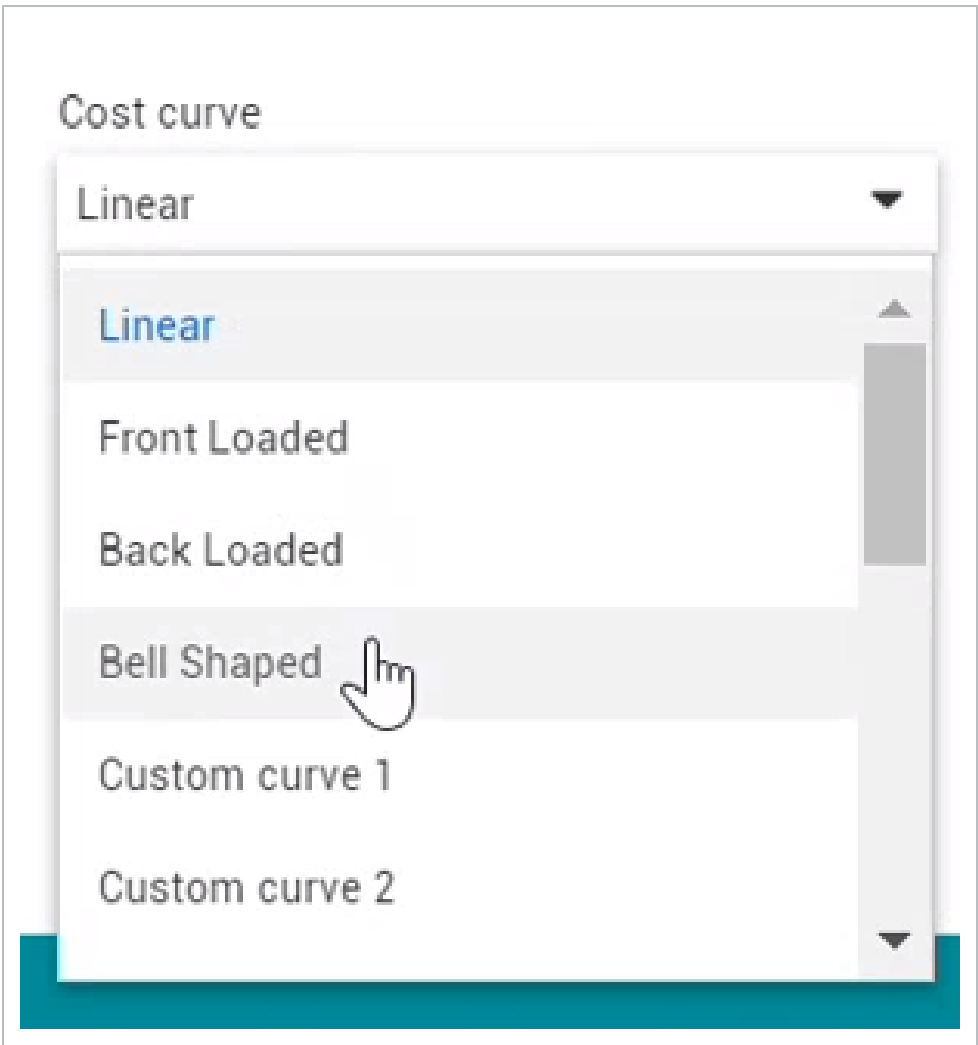 Cost curve
Linear
Linear
Front Loaded
Back Loaded
Bell Shaped
Custom curve 1
Custom curve 2